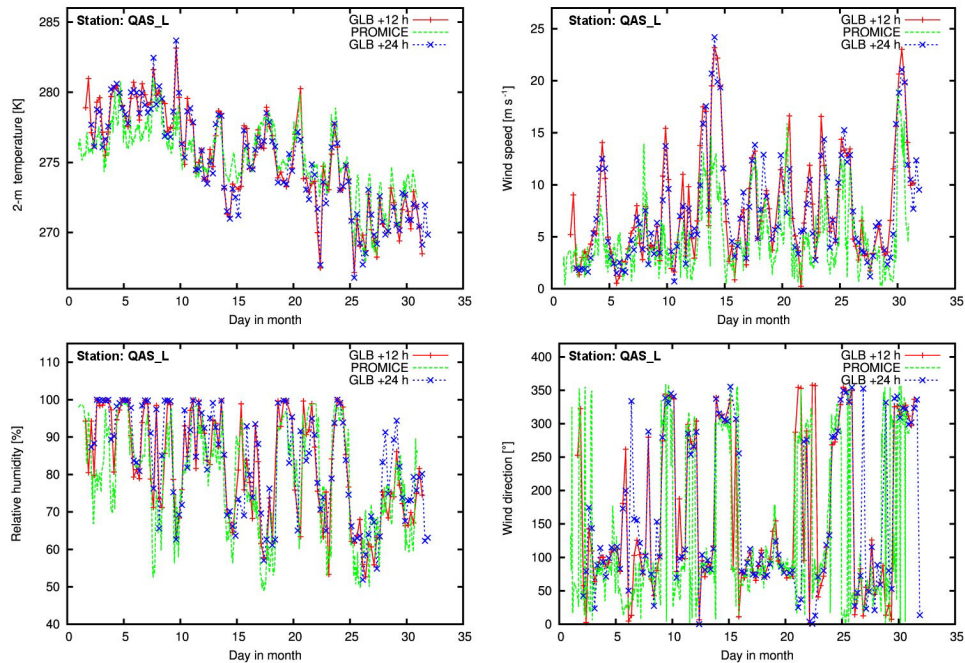 Station: QAS_L
GLB +12 h
PROMICE
GLB +24 h
2-m temperature [K]
285
280
275
270
0 5 10 15 20 25 30 35
Day in month
Station: QAS_L
GLB +12 h
PROMICE
GLB +24 h
Wind speed [m s⁻¹]
25
20
15
10
5
0
0 5 10 15 20 25 30 35
Day in month
Station: QAS_L
GLB +12 h
PROMICE
GLB +24 h
Relative humidity [%]
110
100
90
80
70
60
50
40
0 5 10 15 20 25 30 35
Day in month
Station: QAS_L
GLB +12 h
PROMICE
GLB +24 h
Wind direction [°]
400
350
300
250
200
150
100
50
0
0 5 10 15 20 25 30 35
Day in month